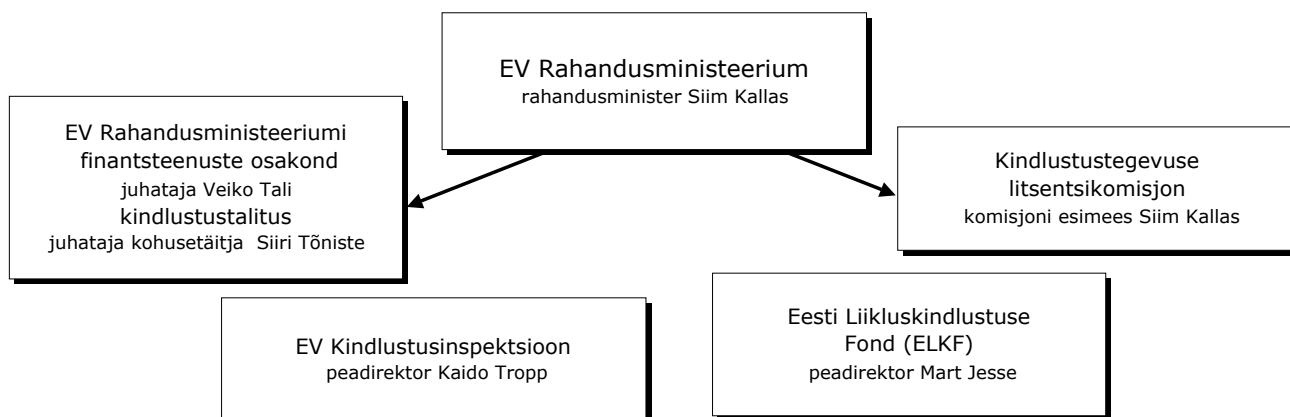 EV Rahandusministeerium
rahandusminister Siim Kallas
EV Rahandusministeeriumi
finantsteenuste osakond
juhataja Veiko Tali
kindlustustalitus
juhataja kohusetäitja Siiri Tõniste
Kindlustustegevuse
litsentsikomisjon
komisjoni esimees Siim Kallas
EV Kindlustusinspektsioon
peadirektor Kaido Tropp
Eesti Liikluskindlustuse
Fond (ELKF)
peadirektor Mart Jesse